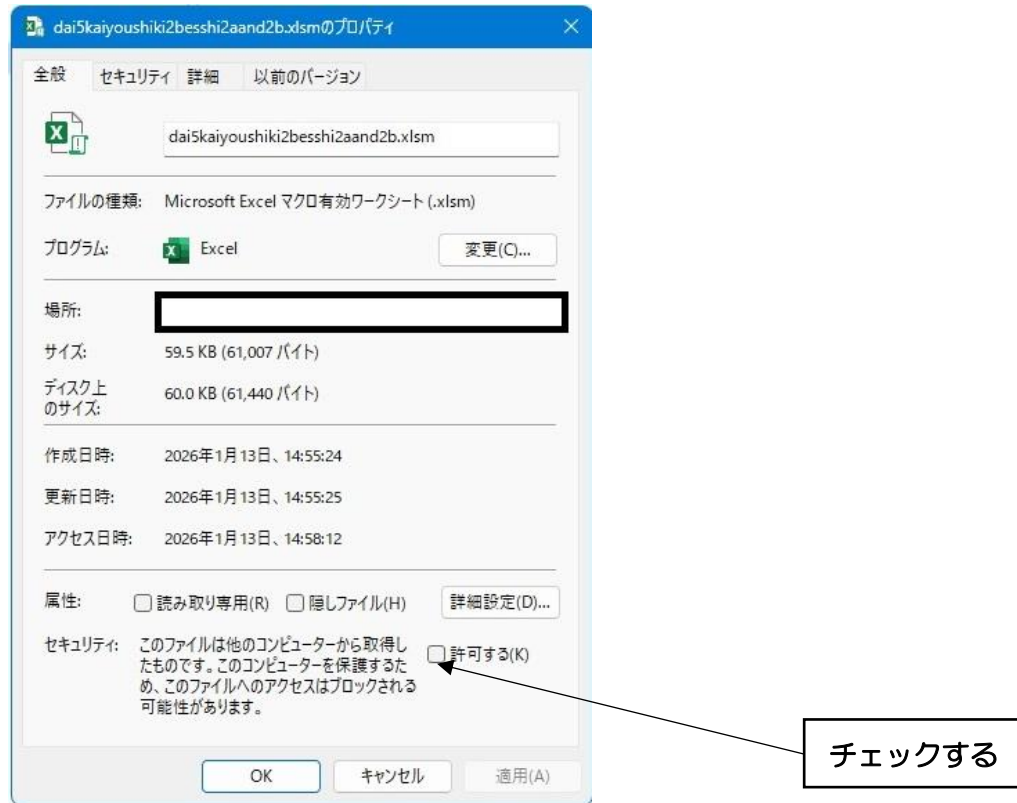 dai5kaiyoushiki2besshi2aand2b.xlsmのプロパティ
全般 セキュリティ 詳細 以前のバージョン
dai5kaiyoushiki2besshi2aand2b.xlsm
ファイルの種類: Microsoft Excel マクロ有効ワークシート (.xlsm)
プログラム: Excel 変更(C)...
場所:
サイズ: 59.5 KB (61,007 バイト)
ディスク上
のサイズ: 60.0 KB (61,440 バイト)
作成日時: 2026年1月13日、14:55:24
更新日時: 2026年1月13日、14:55:25
アクセス日時: 2026年1月13日、14:58:12
属性: 読み取り専用(R) 隠しファイル(H) 詳細設定(D)...
セキュリティ: このファイルは他のコンピューターから取得し
たものです。このコンピューターを保護するた
め、このファイルへのアクセスはブロックされる
可能性があります。
許可する(K)
チェックする
OK キャンセル 適用(A)